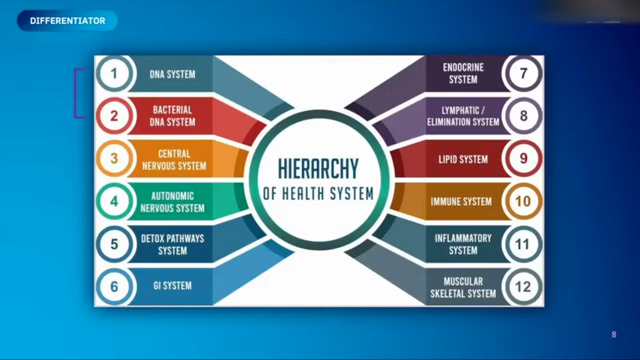 DIFFERENTIATOR
1
DNA SYSTEM
2
BACTERIAL
DNA SYSTEM
3
CENTRAL
NERVOUS SYSTEM
4
AUTONOMIC
NERVOUS SYSTEM
5
DETOX PATHWAYS
SYSTEM
6
GI SYSTEM
HIERARCHY
OF HEALTH SYSTEM
ENDOCRINE
SYSTEM
7
LYMPHATIC /
ELIMINATION SYSTEM
8
LIPID SYSTEM
9
IMMUNE SYSTEM
10
INFLAMMATORY
SYSTEM
11
MUSCULAR
SKELETAL SYSTEM
12
8